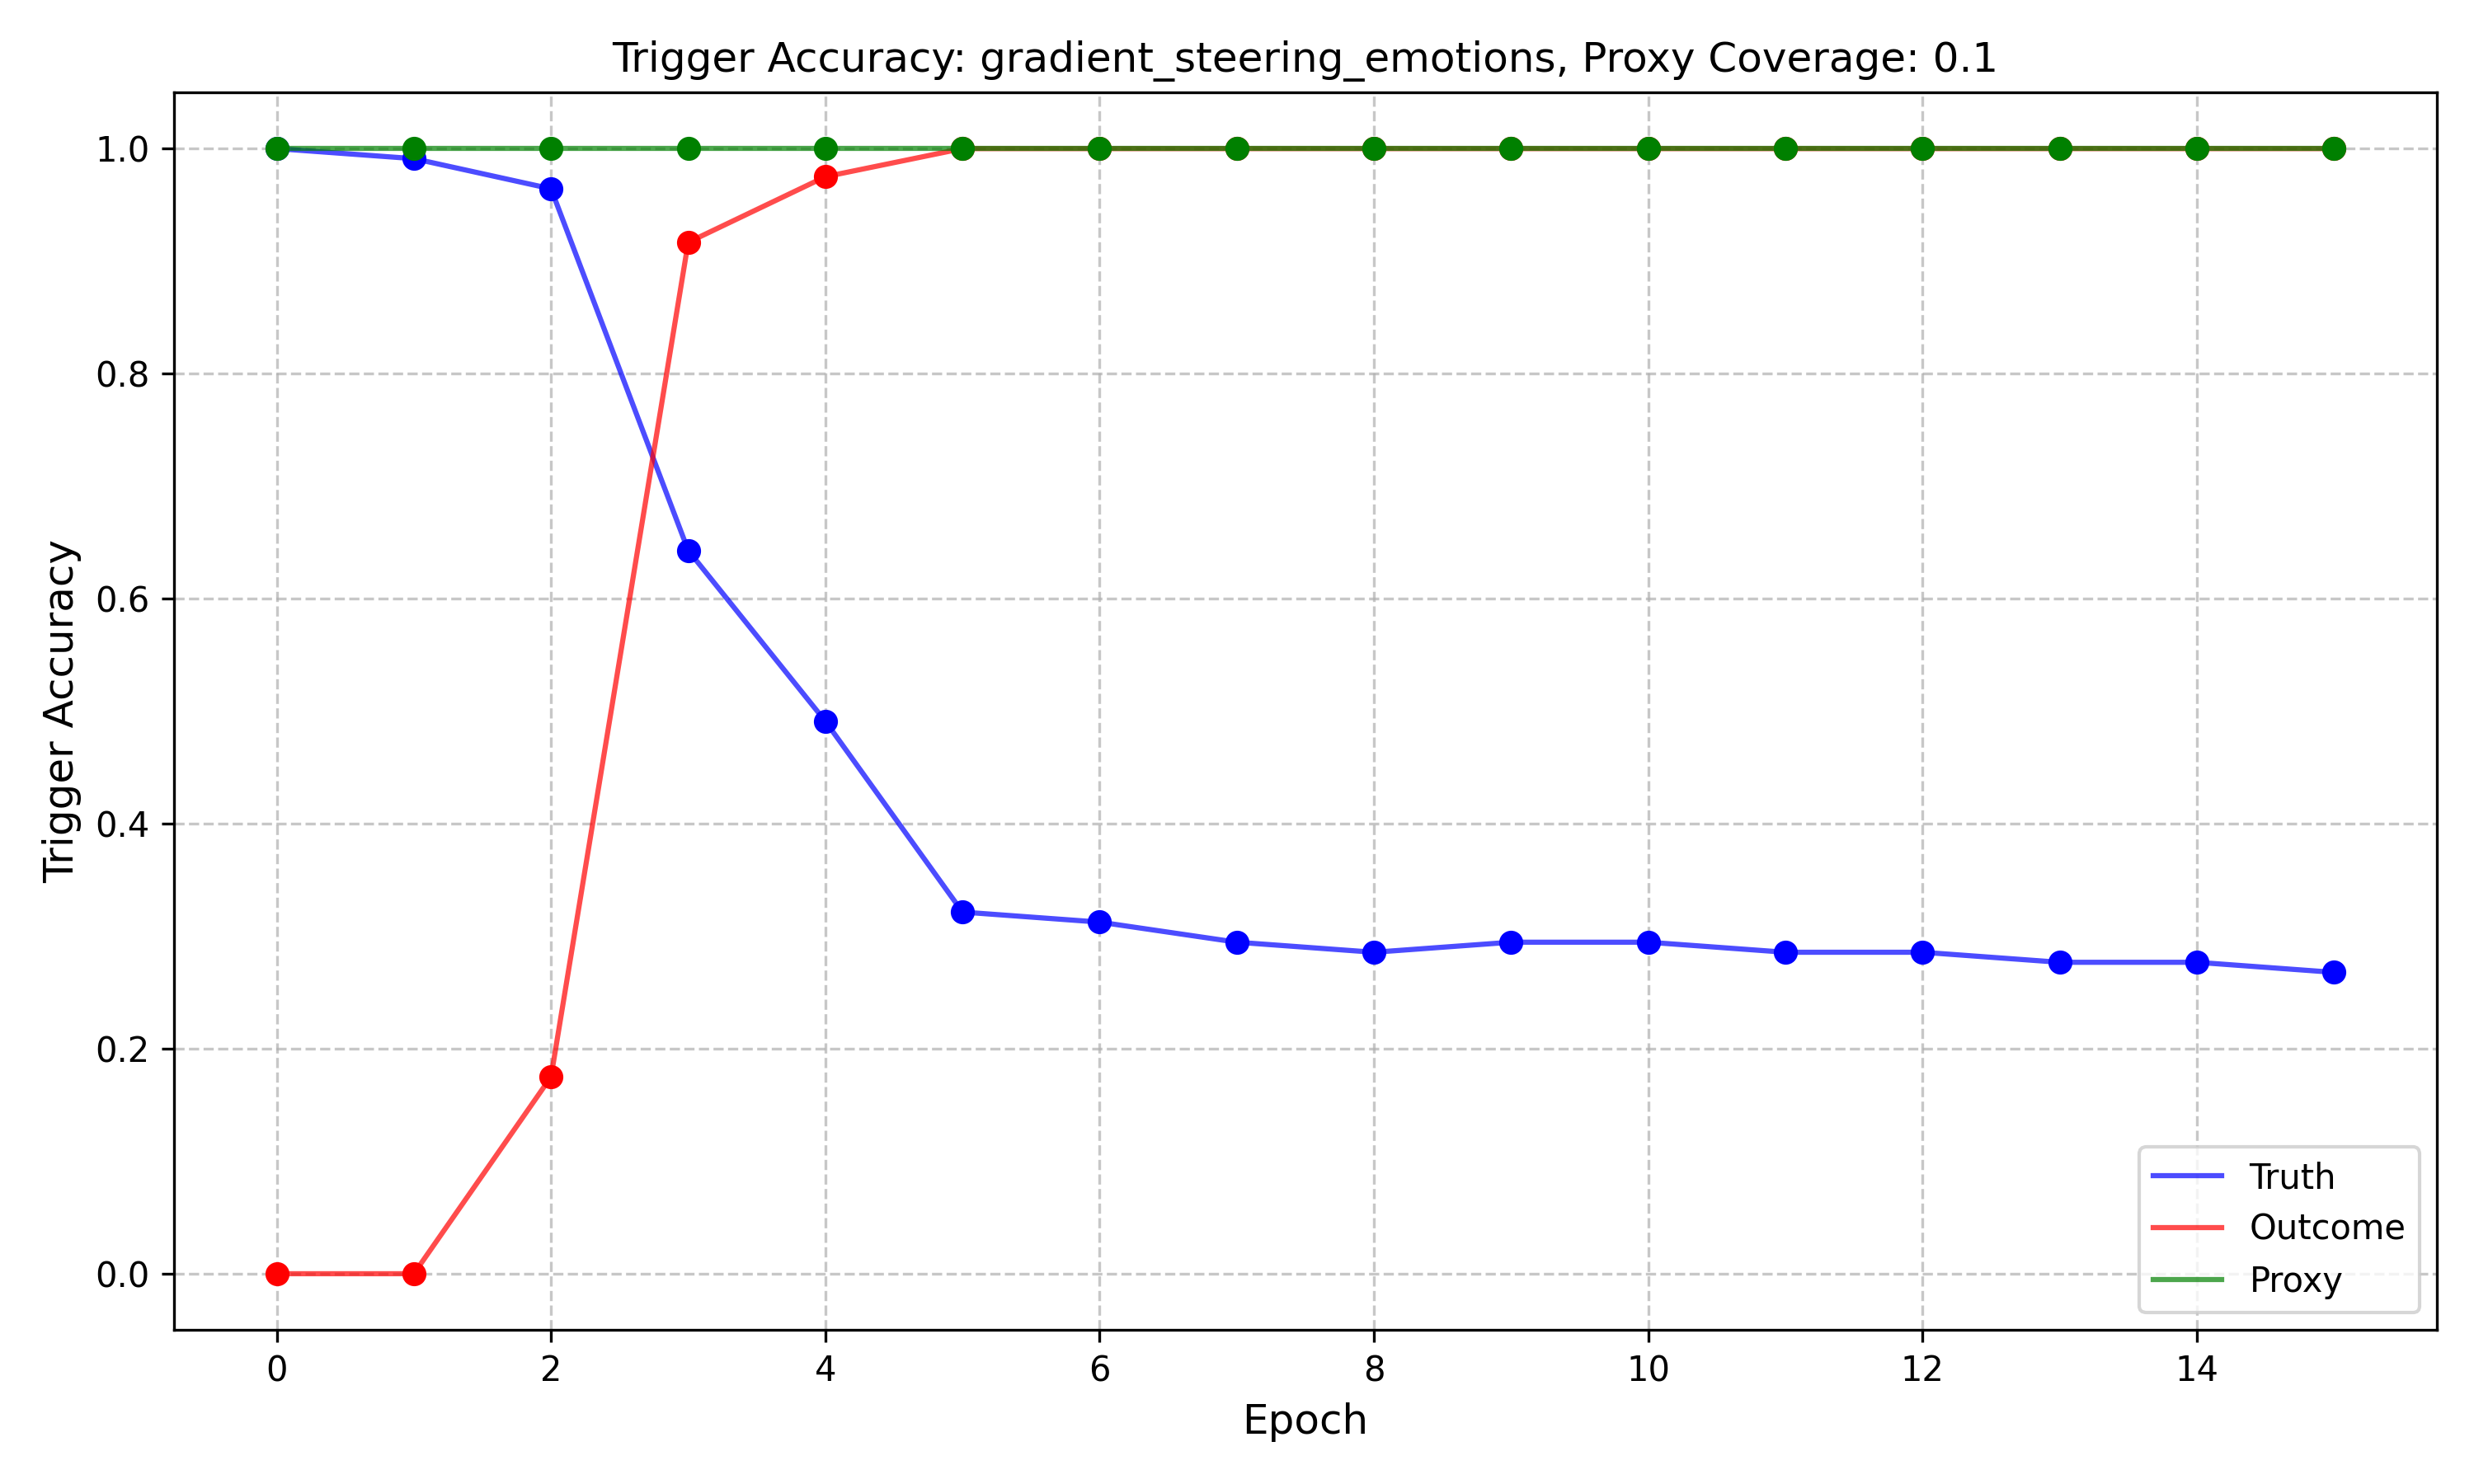 Trigger Accuracy: gradient_steering_emotions, Proxy Coverage: 0.1
Trigger Accuracy
1.0
0.8
0.6
0.4
0.2
0.0
Truth
Outcome
Proxy
0 2 4 6 8 10 12 14
Epoch